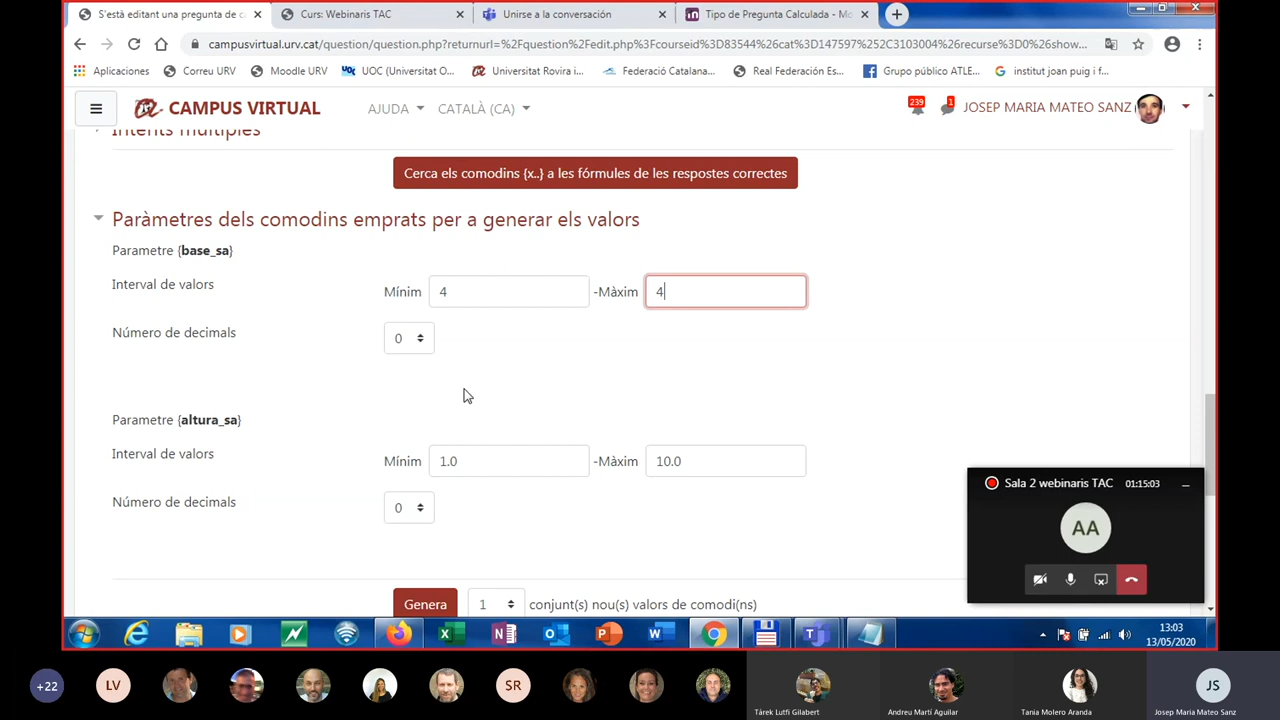 S'està editant una pregunta de ca
Curs: Webinaris TAC
Unirse a la conversación
Tipo de Pregunta Calculada - Mo
campusvirtual.urv.cat/question/question.php?returnurl=%2Fquestion%2Fedit.php%3Fcourseid%3D83544%26cat%3D147597%252C3103004%26recurse%3D0%26show...
Aplicaciones
Correu URV
Moodle URV
UOC (Universitat O...
Universitat Rovira i...
Federació Catalana...
Real Federación Es...
Grupo público ATLE...
institut joan puig i f...
CAMPUS VIRTUAL
AJUDA
CATALÀ (CA)
239
1
JOSEP MARIA MATEO SANZ
Intents múltiples
Cerca els comodins {x..} a les fórmules de les respostes correctes
Paràmetres dels comodins emprats per a generar els valors
Parametre {base_sa}
Interval de valors
Mínim 4 -Màxim 4
Número de decimals
0
Parametre {altura_sa}
Interval de valors
Mínim 1.0 -Màxim 10.0
Número de decimals
0
Sala 2 webinaris TAC 01:15:03
AA
Genera 1 conjunt(s) nou(s) valors de comodi(ns)
13:03
13/05/2020
+22
LV
SR
JS
Tàrek Lutfi Gilabert
Andreu Martí Aguilar
Tania Molero Aranda
Josep Maria Mateo Sanz